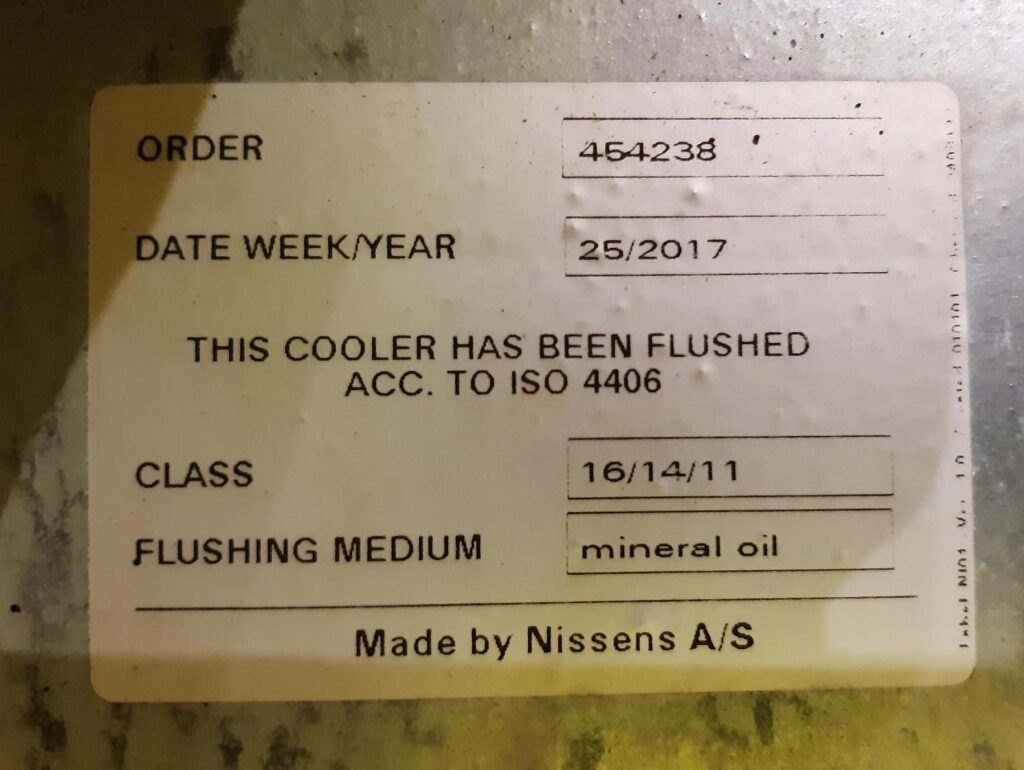 ORDER 454238
DATE WEEK/YEAR 25/2017
THIS COOLER HAS BEEN FLUSHED
ACC. TO ISO 4406
CLASS 16/14/11
FLUSHING MEDIUM mineral oil
Made by Nissens A/S